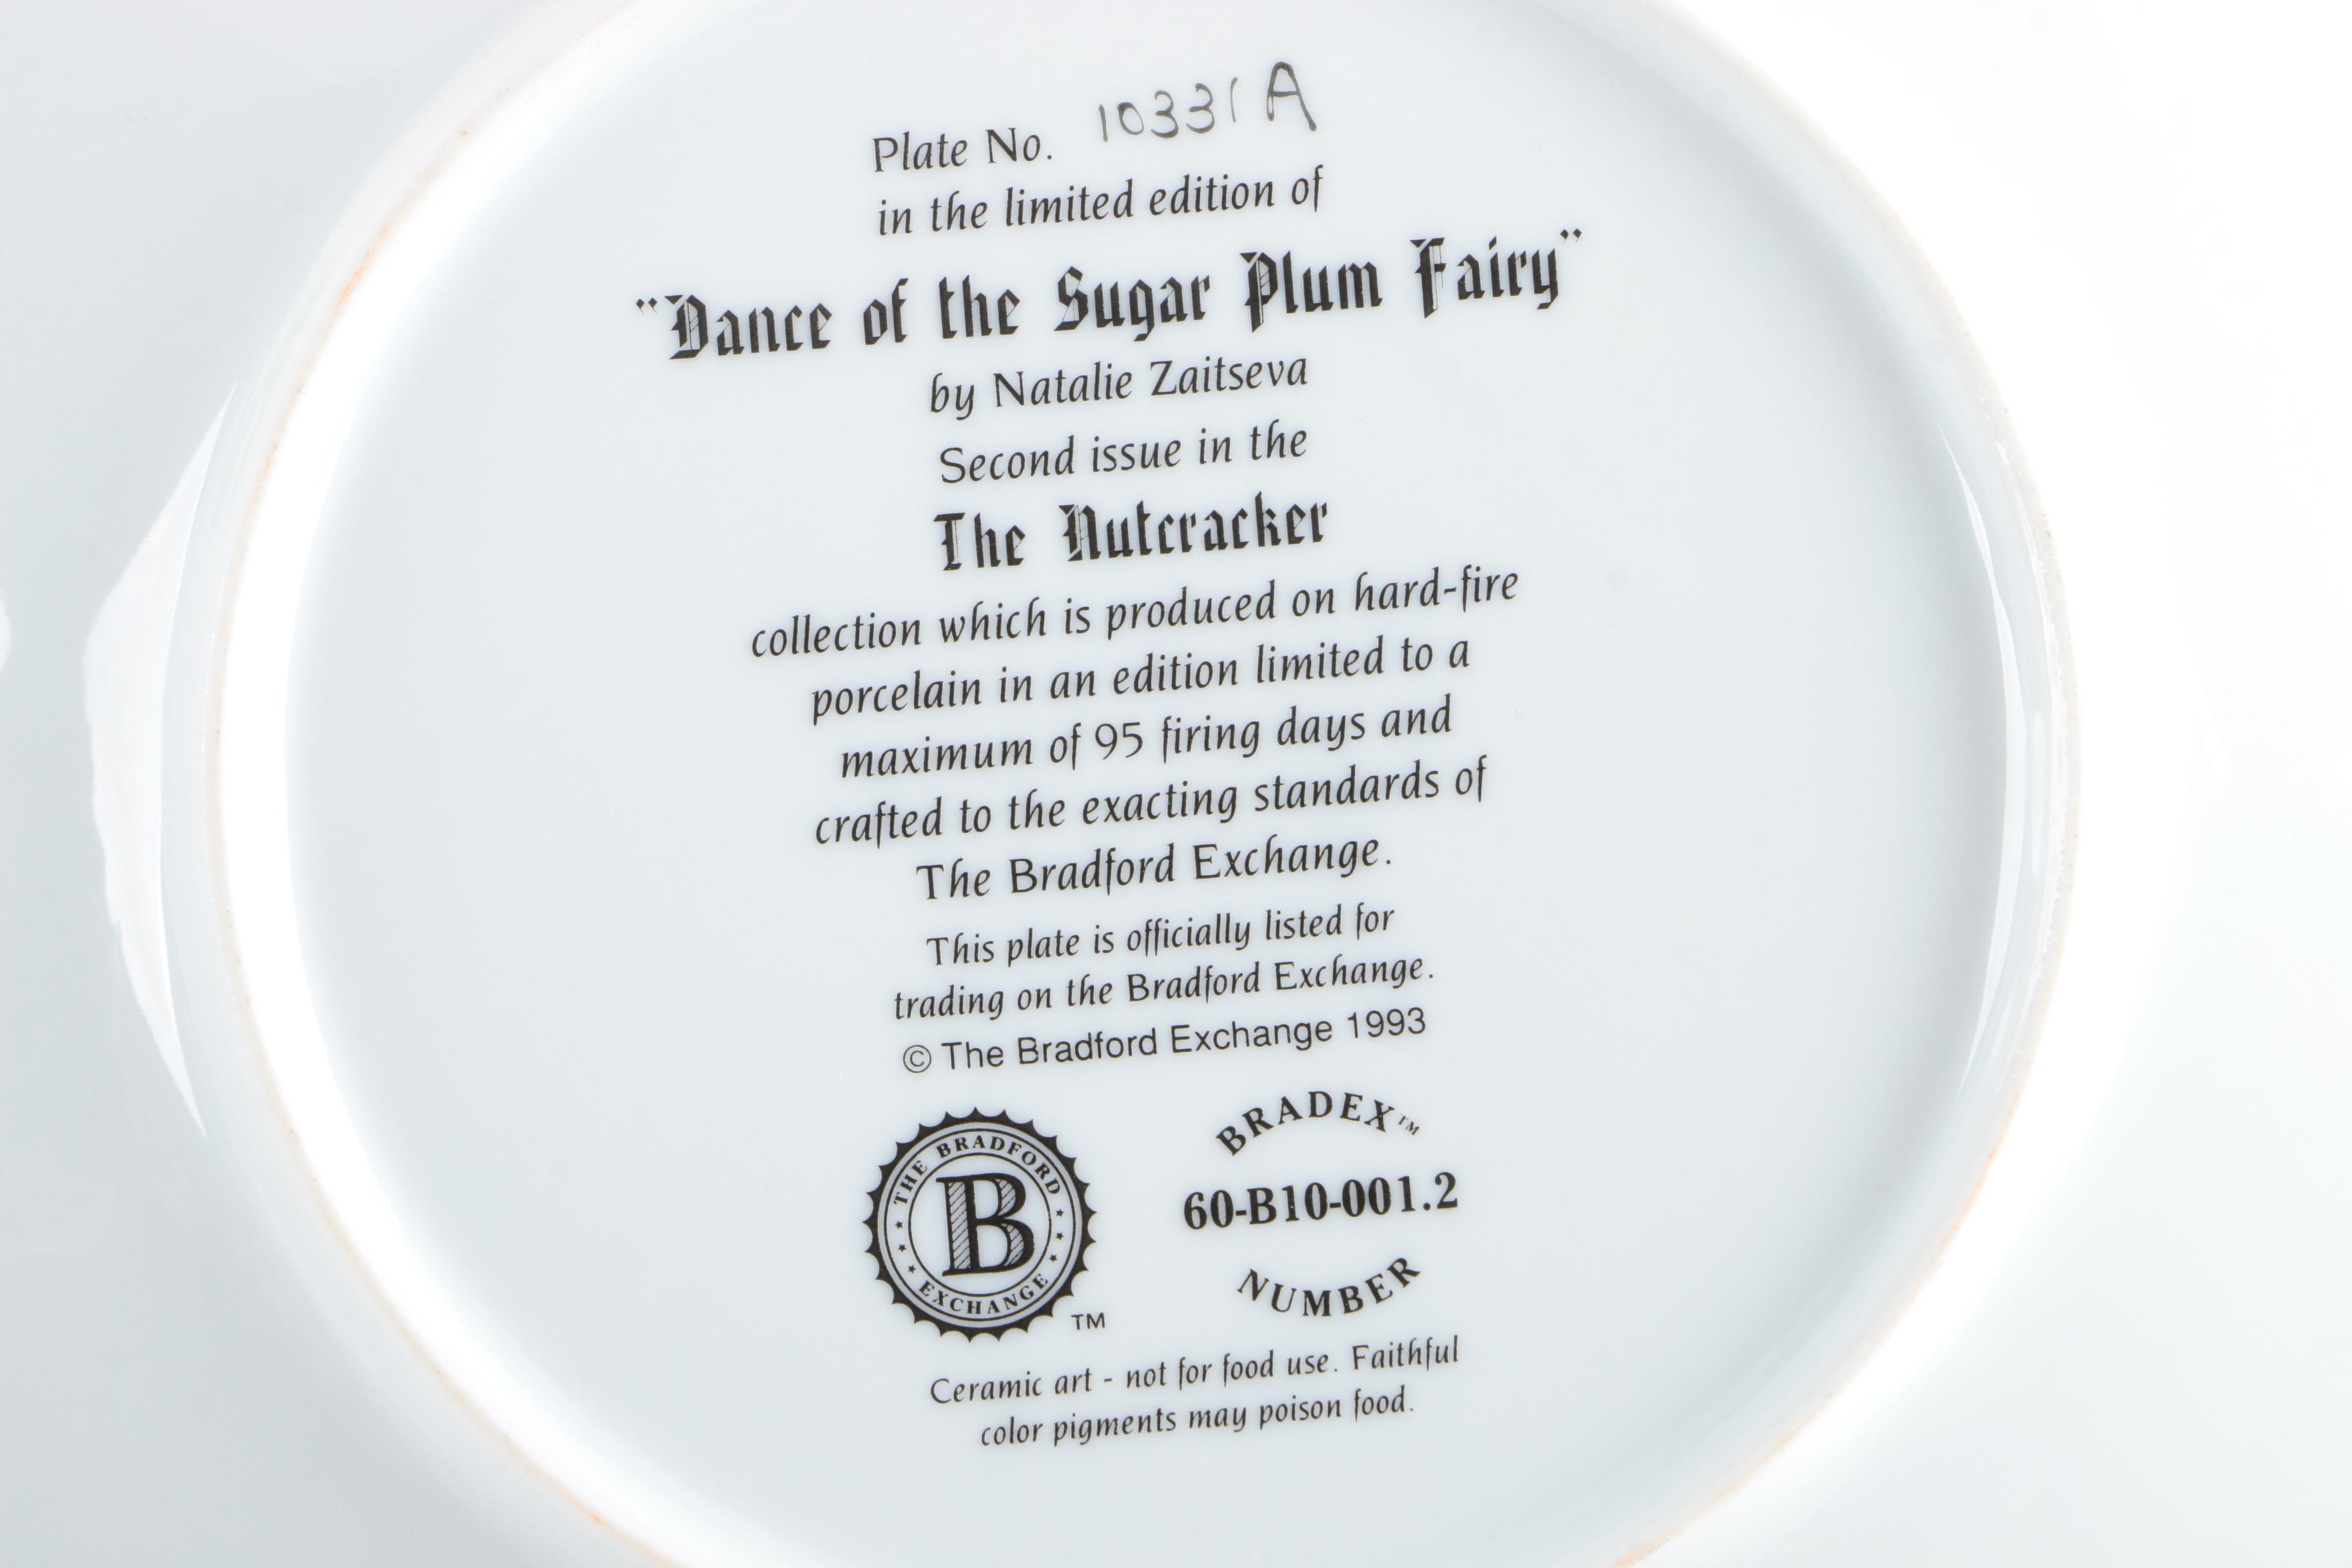 Plate No. 10331A
in the limited edition of
"Dance of the Sugar Plum Fairy"
by Natalie Zaitseva
Second issue in the
The Nutcracker
collection which is produced on hard-fire
porcelain in an edition limited to a
maximum of 95 firing days and
crafted to the exacting standards of
The Bradford Exchange.
This plate is officially listed for
trading on the Bradford Exchange.
© The Bradford Exchange 1993
THE BRADFORD
B
EXCHANGE
TM
BRADEX™
60-B10-001.2
NUMBER
Ceramic art - not for food use. Faithful
color pigments may poison food.